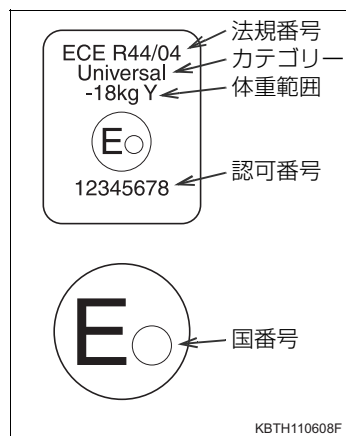 法規番号
ECE R44/04
カテゴリー
Universal
体重範囲
-18kg Y
E
認可番号
12345678
E
国番号
KBTH110608F